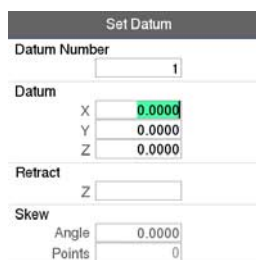 Set Datum
Datum Number
1
Datum
X 0.0000
Y 0.0000
Z 0.0000
Retract
Z
Skew
Angle 0.0000
Points 0